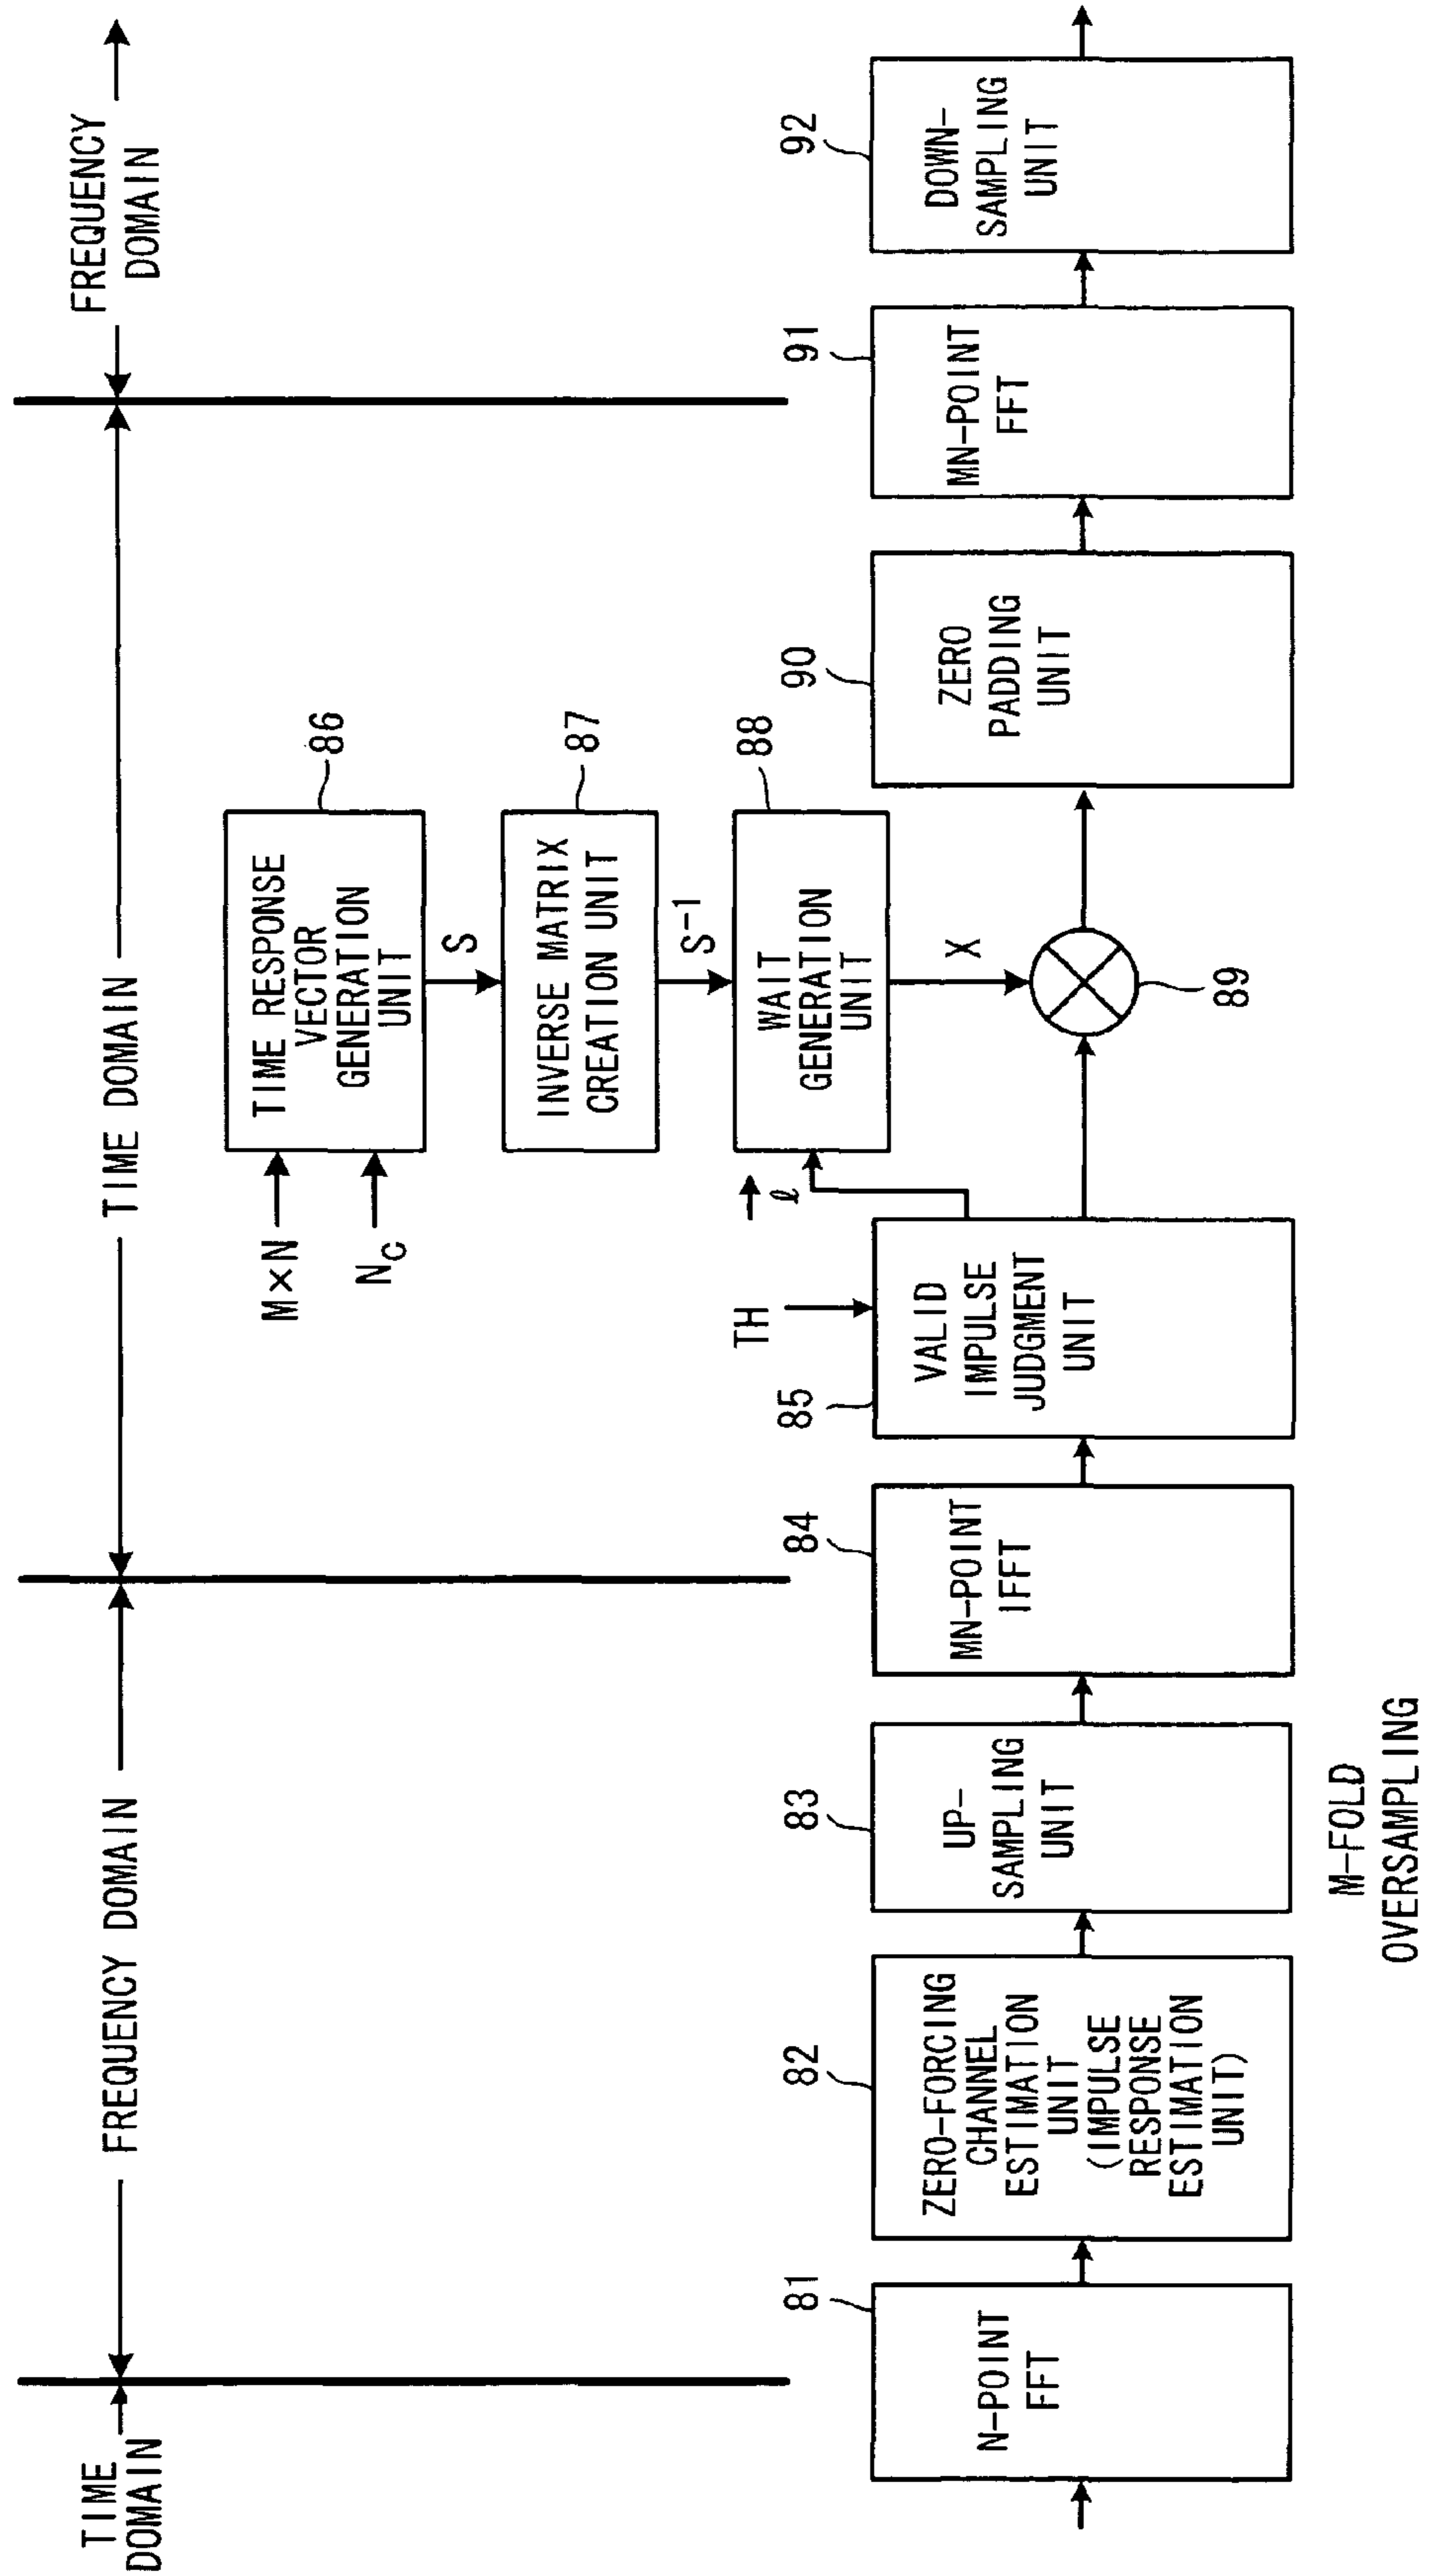 TIME
DOMAIN
FREQUENCY DOMAIN
TIME DOMAIN
FREQUENCY
DOMAIN
M×N
N_C
TIME RESPONSE
VECTOR
GENERATION
UNIT
86
S
INVERSE MATRIX
CREATION UNIT
87
S⁻¹
WAIT
GENERATION
UNIT
88
ℓ
X
TH
89
81
N-POINT
FFT
82
ZERO-FORCING
CHANNEL
ESTIMATION
UNIT
(IMPULSE
RESPONSE
ESTIMATION
UNIT)
83
UP-
SAMPLING
UNIT
M-FOLD
OVERSAMPLING
84
MN-POINT
IFFT
85
VALID
IMPULSE
JUDGMENT
UNIT
90
ZERO
PADDING
UNIT
91
MN-POINT
FFT
92
DOWN-
SAMPLING
UNIT